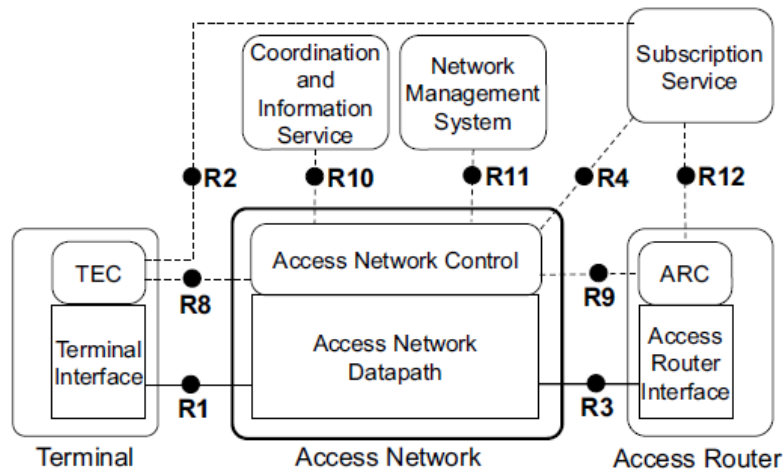 Coordination
and
Information
Service
Network
Management
System
Subscription
Service
R2
R10
R11
R4
R12
TEC
Access Network Control
ARC
R8
R9
Terminal
Interface
Access Network
Datapath
Access
Router
Interface
R1
R3
Terminal
Access Network
Access Router